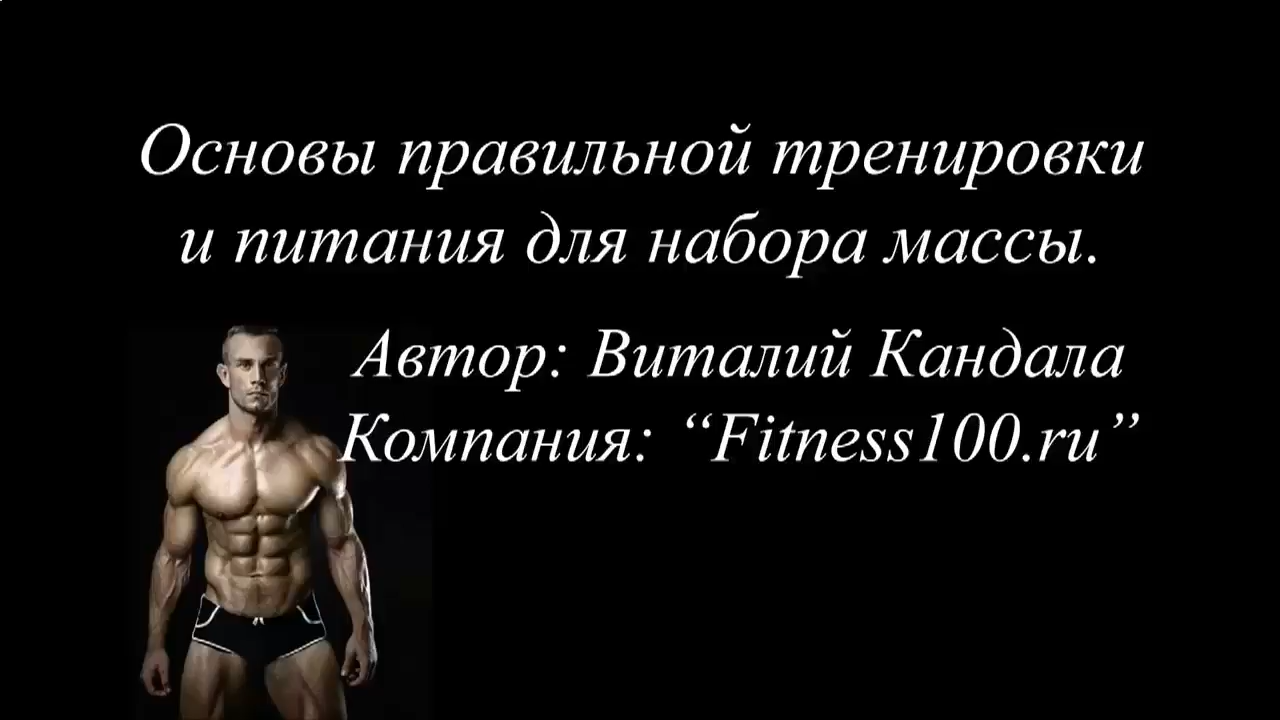 Основы правильной тренировки
и питания для набора массы.
Автор: Виталий Кандала
Компания: “Fitness100.ru”